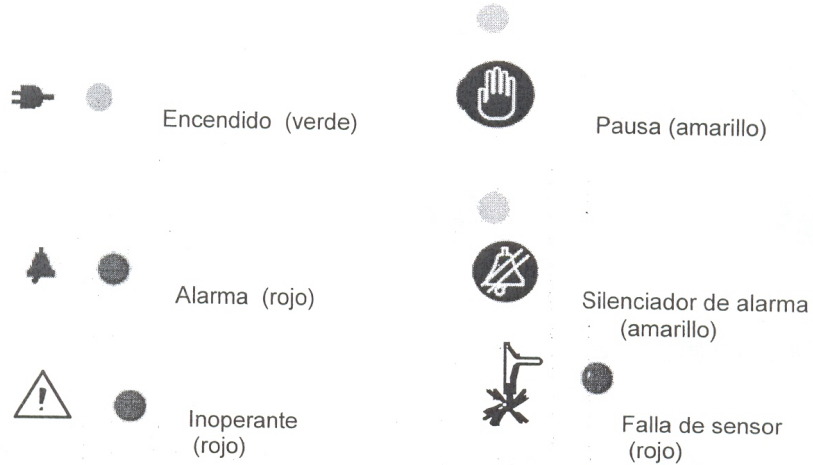 Encendido (verde)
Pausa (amarillo)
Alarma (rojo)
Silenciador de alarma
(amarillo)
Inoperante
(rojo)
Falla de sensor
(rojo)